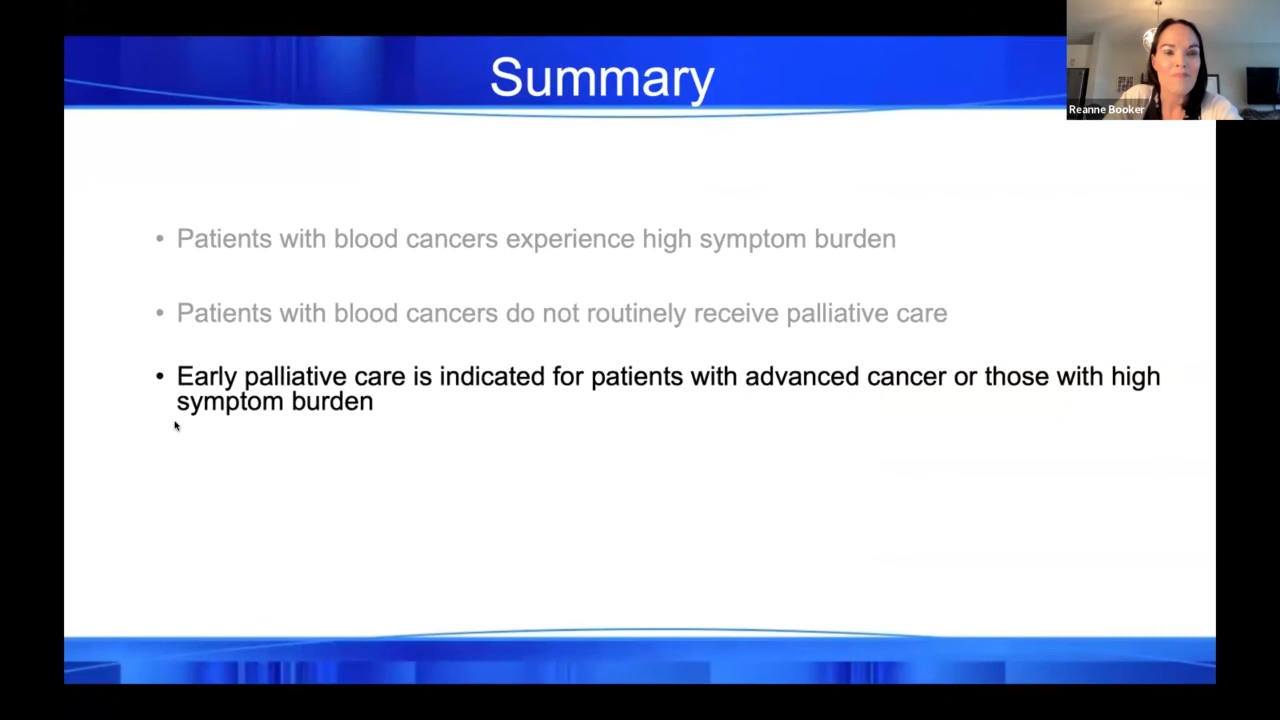 Summary
Reanne Booker
• Patients with blood cancers experience high symptom burden
• Patients with blood cancers do not routinely receive palliative care
• Early palliative care is indicated for patients with advanced cancer or those with high
symptom burden